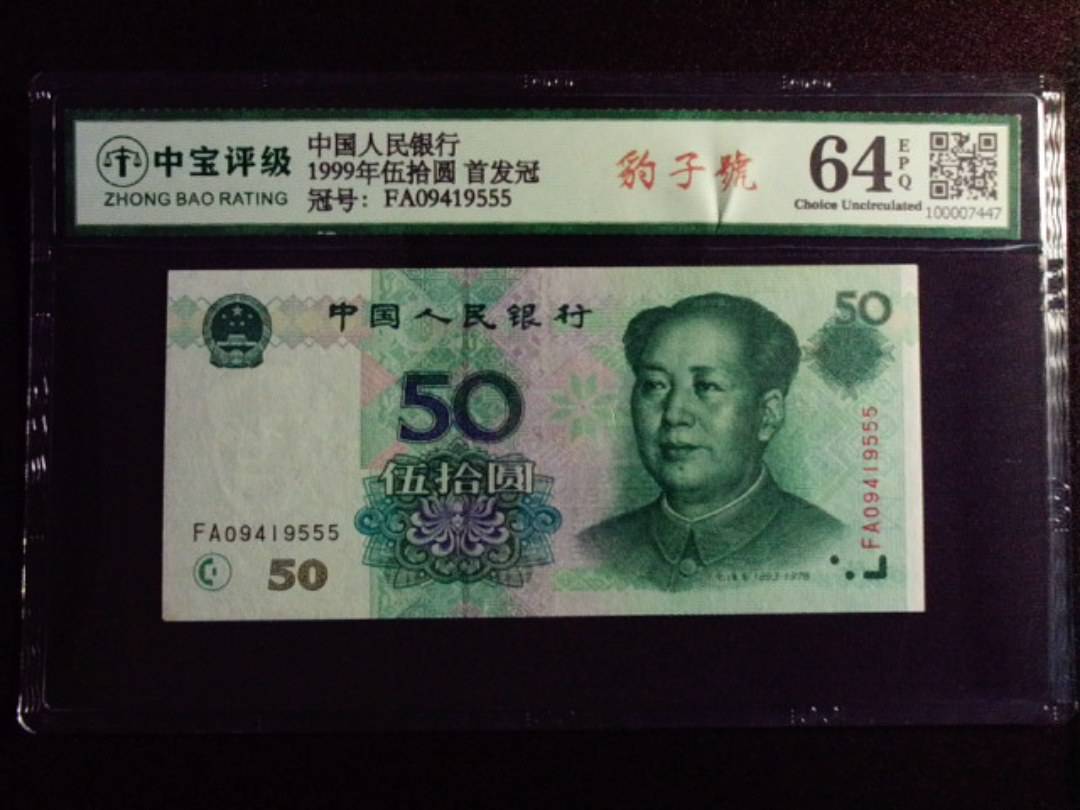 中宝评级
ZHONG BAO RATING
中国人民银行
1999年伍拾圆 首发冠
冠号: FA09419555
豹子號
64 EPQ
Choice Uncirculated
100007447
中国人民银行
50
50
伍拾圆
FA09419555
50
FA09419555
1893-1976